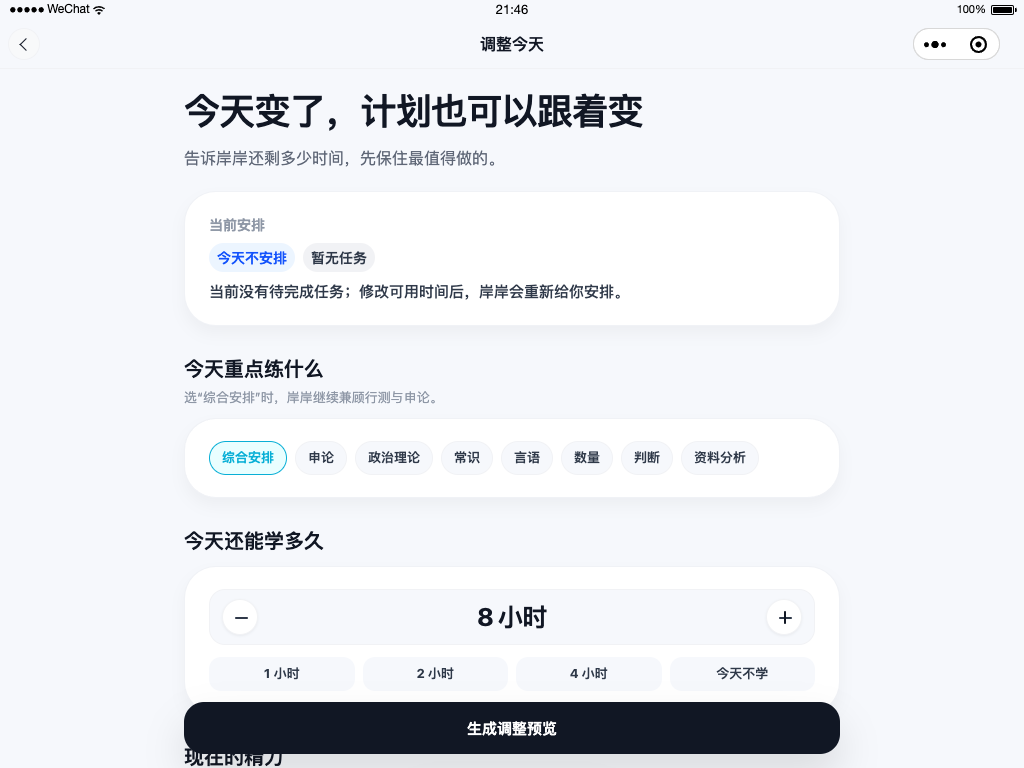 WeChat
21:46
100%
调整今天
今天变了，计划也可以跟着变
告诉岸岸还剩多少时间，先保住最值得做的。
当前安排
今天不安排 暂无任务
当前没有待完成任务；修改可用时间后，岸岸会重新给你安排。
今天重点练什么
选“综合安排”时，岸岸继续兼顾行测与申论。
综合安排 申论 政治理论 常识 言语 数量 判断 资料分析
今天还能学多久
8 小时
1 小时 2 小时 4 小时 今天不学
生成调整预览
现在的精力